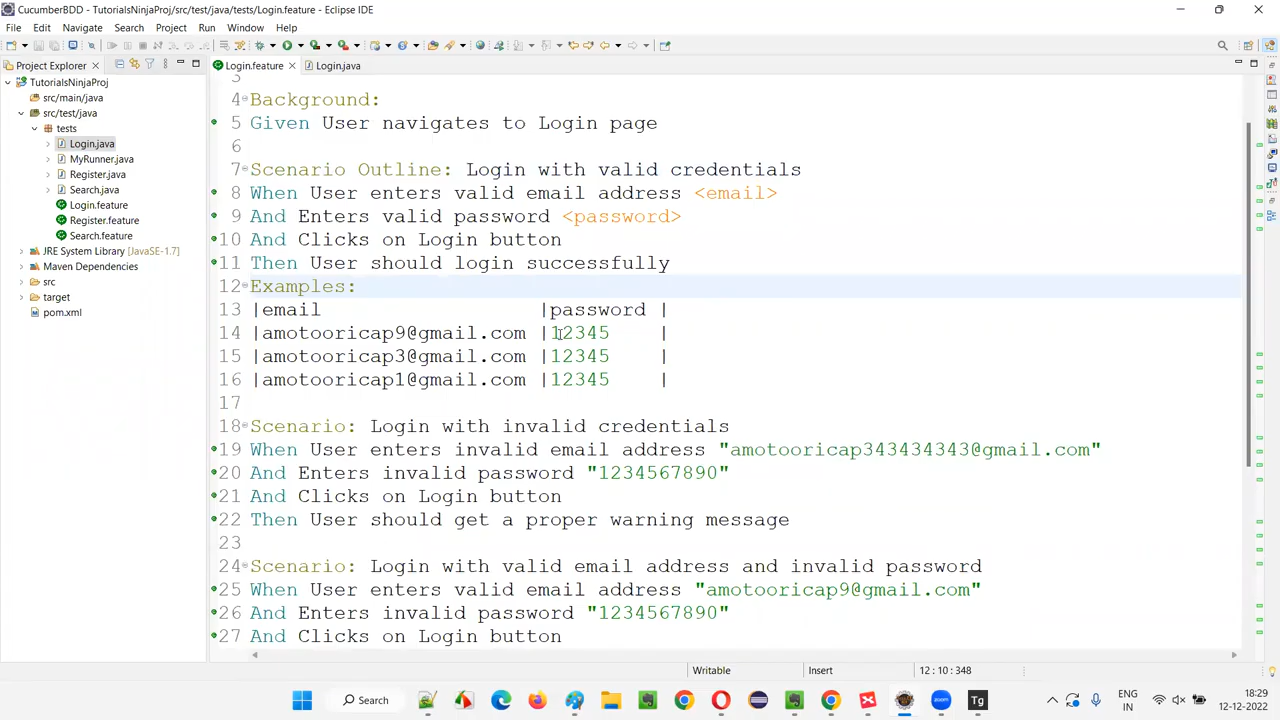 CucumberBDD - TutorialsNinjaProj/src/test/java/tests/Login.feature - Eclipse IDE
File Edit Navigate Search Project Run Window Help
Project Explorer
TutorialsNinjaProj
src/main/java
src/test/java
tests
Login.java
MyRunner.java
Register.java
Search.java
Login.feature
Register.feature
Search.feature
JRE System Library [JavaSE-1.7]
Maven Dependencies
src
target
pom.xml
Login.feature Login.java
3
4 Background:
5 Given User navigates to Login page
6
7 Scenario Outline: Login with valid credentials
8 When User enters valid email address <email>
9 And Enters valid password <password>
10 And Clicks on Login button
11 Then User should login successfully
12 Examples:
13 |email |password |
14 |amotooricap9@gmail.com |12345 |
15 |amotooricap3@gmail.com |12345 |
16 |amotooricap1@gmail.com |12345 |
17
18 Scenario: Login with invalid credentials
19 When User enters invalid email address "amotooricap3434343443@gmail.com"
20 And Enters invalid password "1234567890"
21 And Clicks on Login button
22 Then User should get a proper warning message
23
24 Scenario: Login with valid email address and invalid password
25 When User enters valid email address "amotooricap9@gmail.com"
26 And Enters invalid password "1234567890"
27 And Clicks on Login button
Writable Insert 12:10:348
Search
Tg
zoom
ENG
IN
18:29
12-12-2022